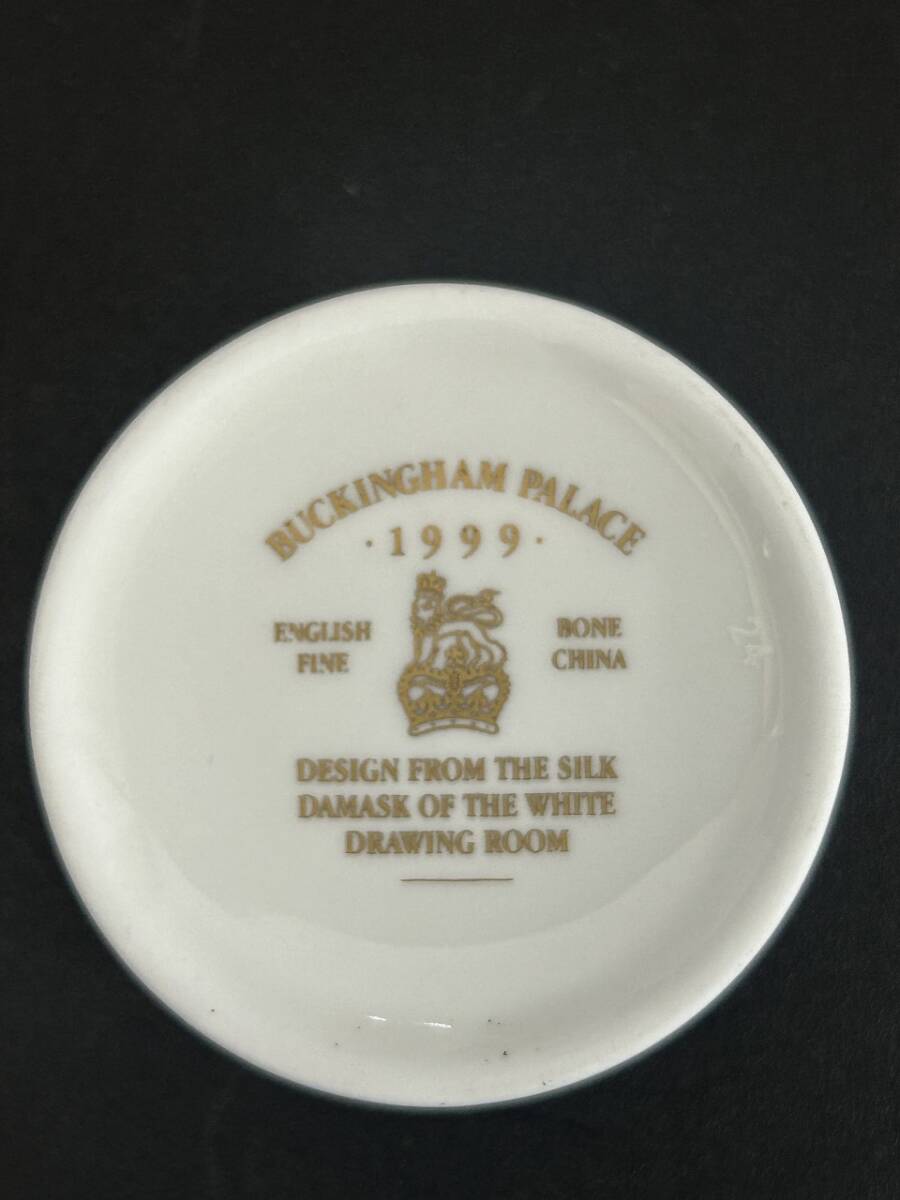 BUCKINGHAM PALACE
· 1999 ·
ENGLISH FINE
BONE CHINA
DESIGN FROM THE SILK
DAMASK OF THE WHITE
DRAWING ROOM